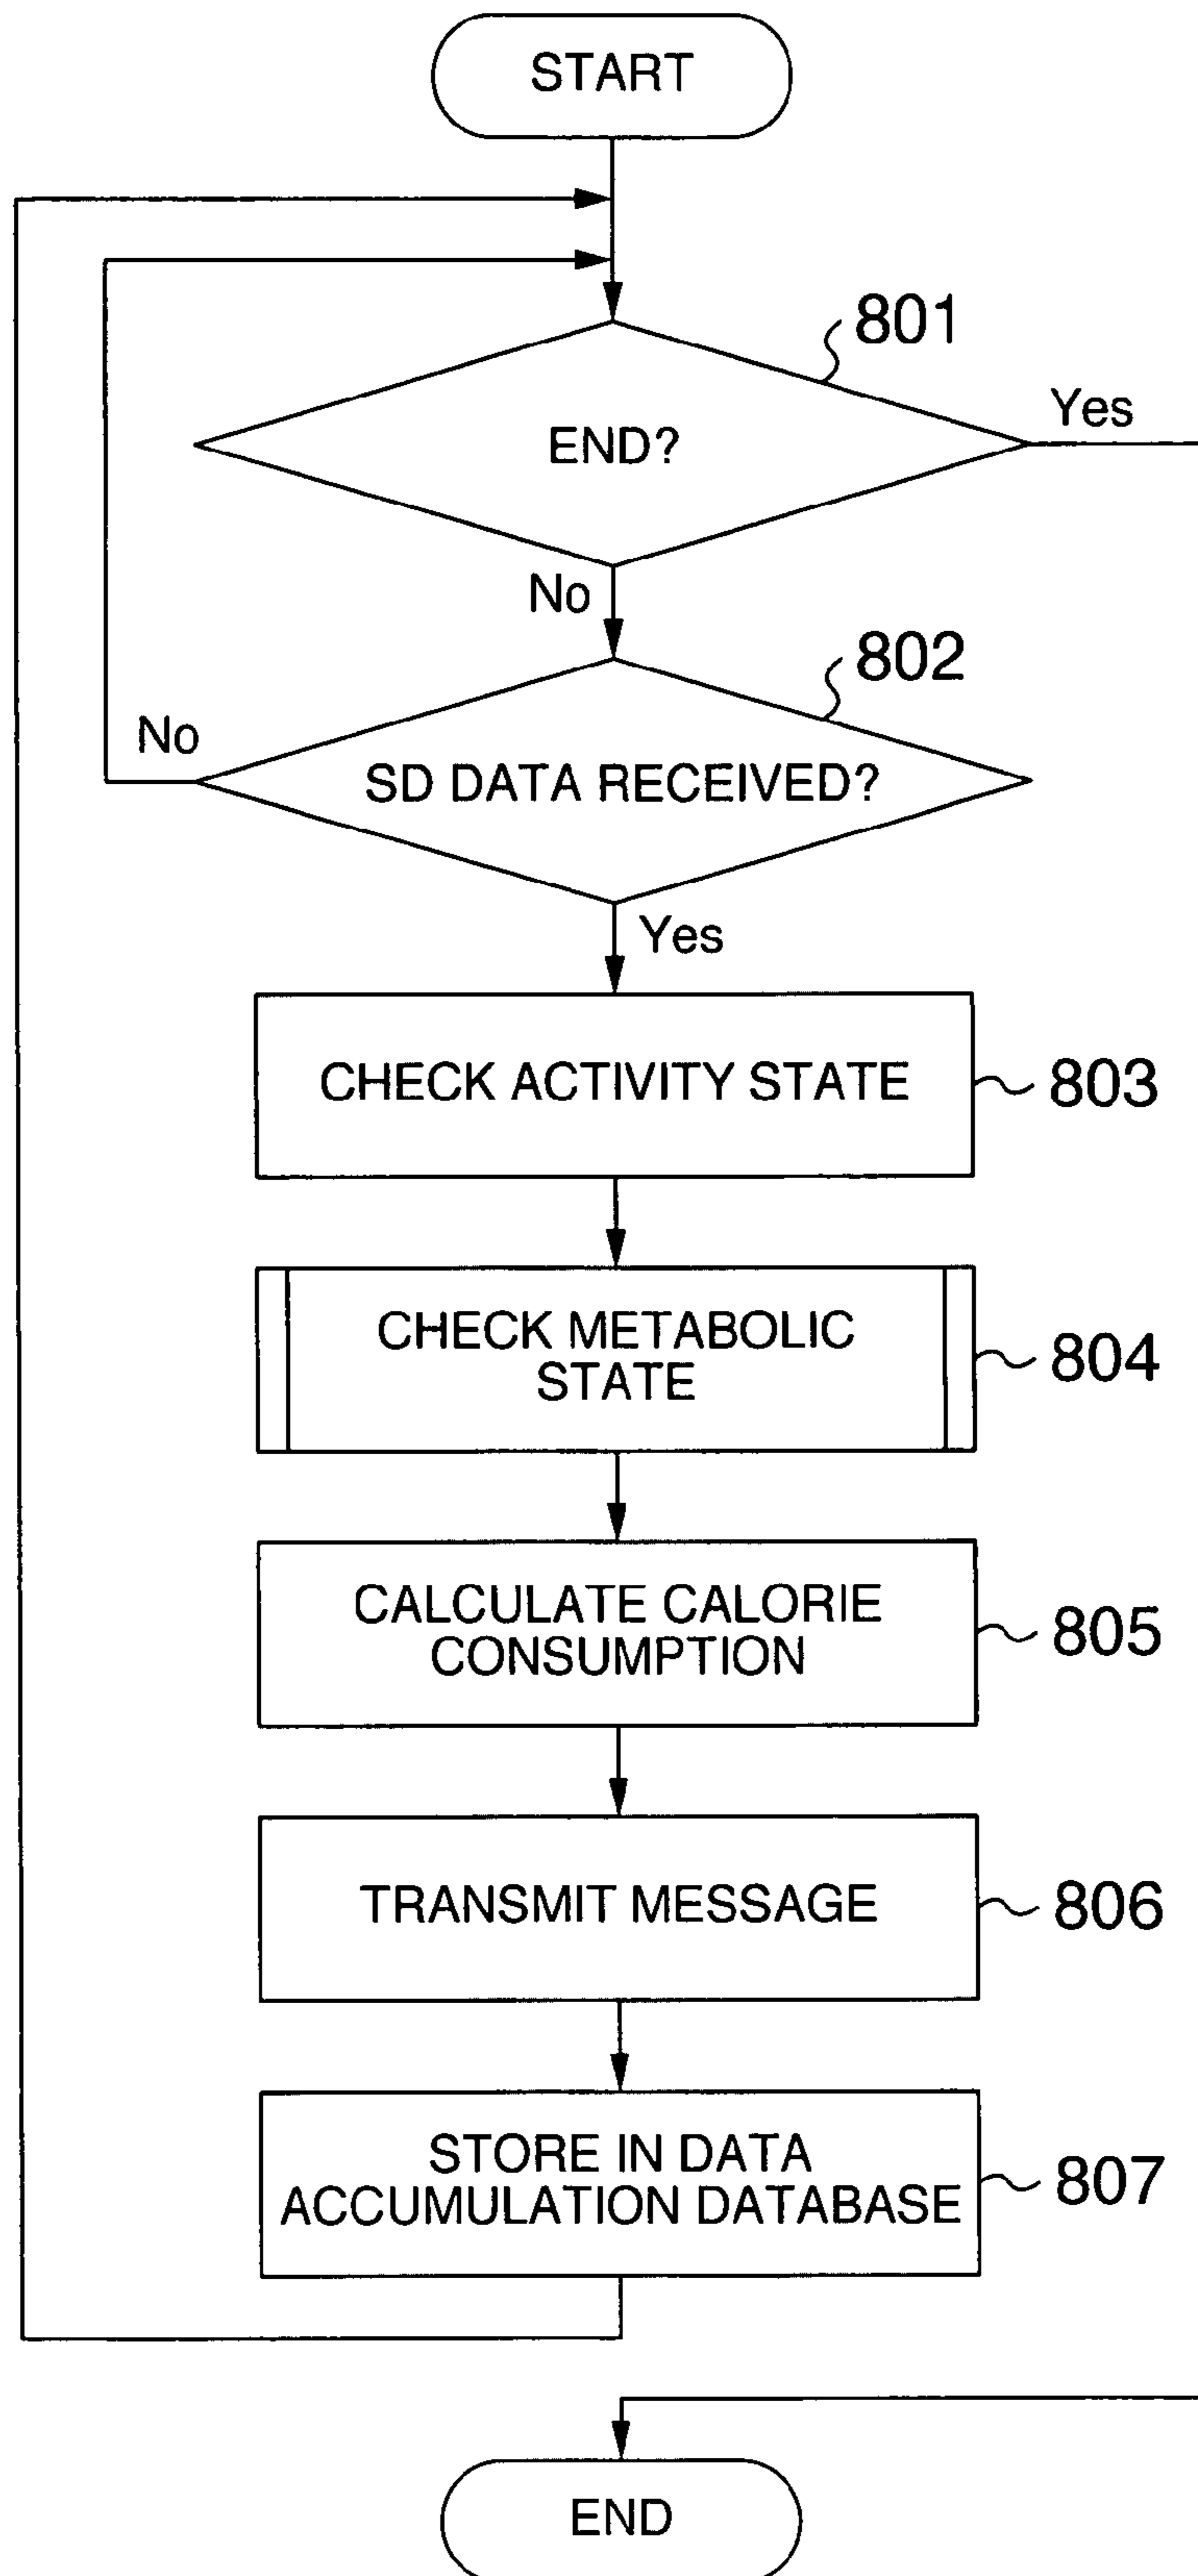 START
801
Yes
END?
No
802
No
SD DATA RECEIVED?
Yes
CHECK ACTIVITY STATE
803
CHECK METABOLIC
STATE
804
CALCULATE CALORIE
CONSUMPTION
805
TRANSMIT MESSAGE
806
STORE IN DATA
ACCUMULATION DATABASE
807
END